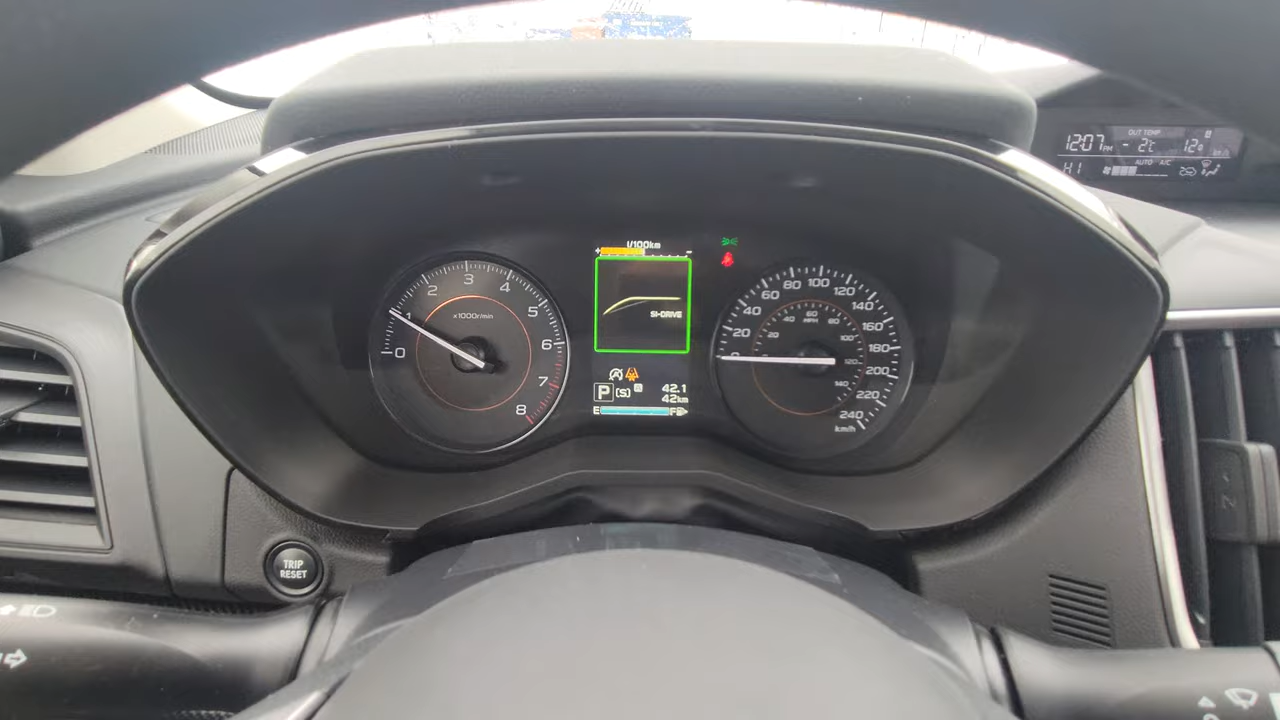 12:07 PM
OUT TEMP
- 2℃
HI
AUTO A/C
l/100km
+ -
SI-DRIVE
P [S]
42.1
42km
E F
0 1 2 3 4 5 6 7 8
x1000r/min
0 20 40 60 80 100 120 140 160 180 200 220 240
km/h
20 40 60 80 100 120 140
MPH
TRIP
RESET